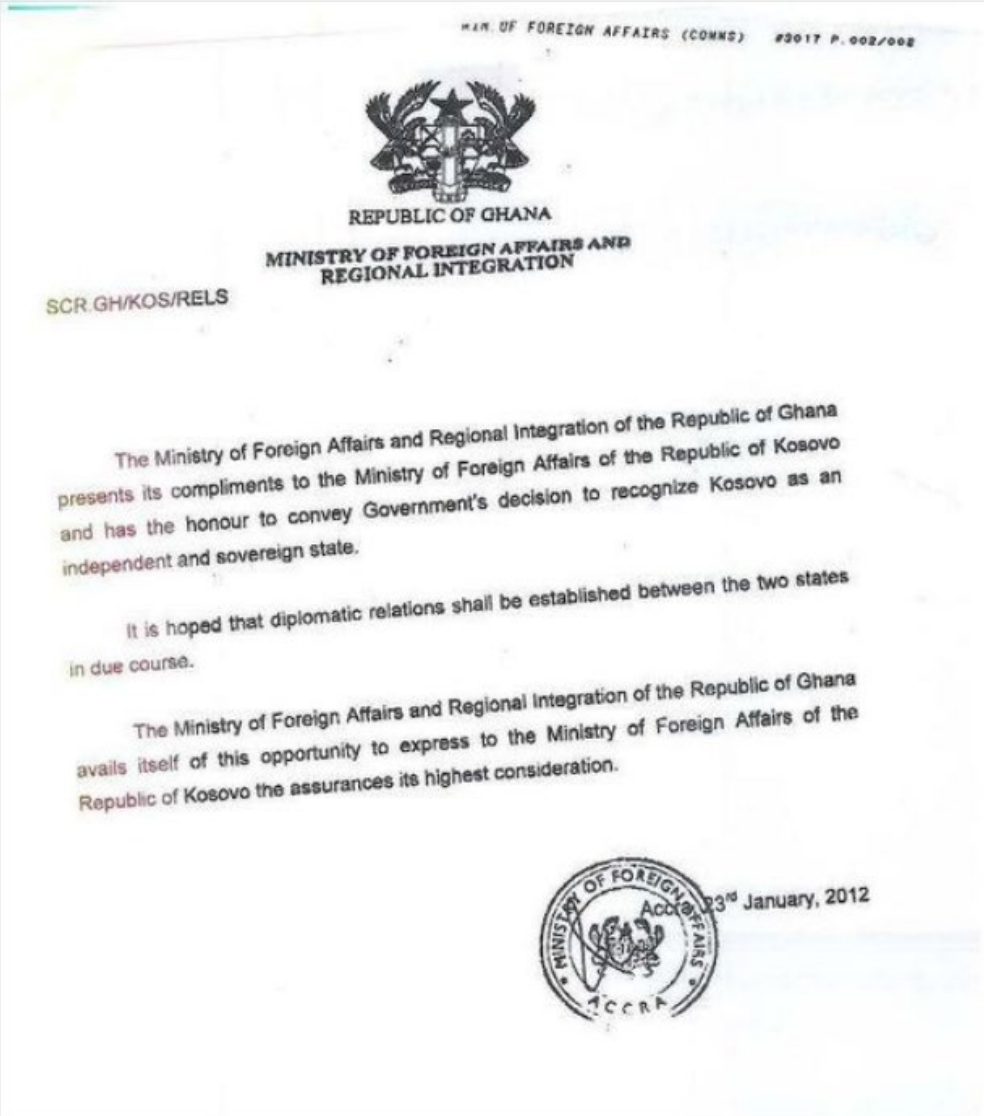 MIN. OF FOREIGN AFFAIRS (COMMS) #3017 P.002/002
REPUBLIC OF GHANA
MINISTRY OF FOREIGN AFFAIRS AND
REGIONAL INTEGRATION
SCR.GH/KOS/RELS
The Ministry of Foreign Affairs and Regional Integration of the Republic of Ghana
presents its compliments to the Ministry of Foreign Affairs of the Republic of Kosovo
and has the honour to convey Government's decision to recognize Kosovo as an
independent and sovereign state.
It is hoped that diplomatic relations shall be established between the two states
in due course.
The Ministry of Foreign Affairs and Regional Integration of the Republic of Ghana
avails itself of this opportunity to express to the Ministry of Foreign Affairs of the
Republic of Kosovo the assurances its highest consideration.
Accra 23rd January, 2012
MINISTRY OF FOREIGN AFFAIRS
ACCRA